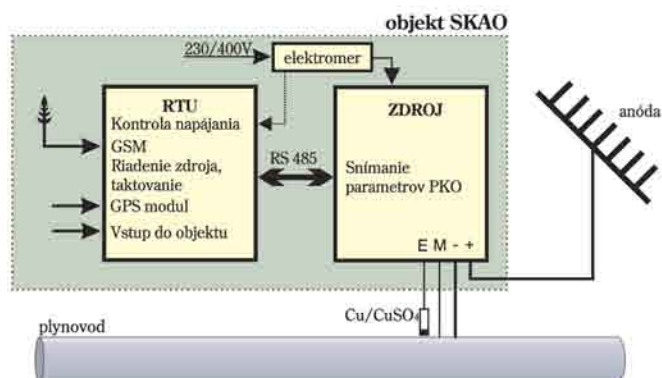 objekt SKAO
230/400V
elektromer
RTU
Kontrola napájania
GSM
Riadenie zdroja,
taktovanie
GPS modul
Vstup do objektu
RS 485
ZDROJ
Snímanie
parametrov PKO
E M - +
anóda
Cu/CuSO₄
plynovod